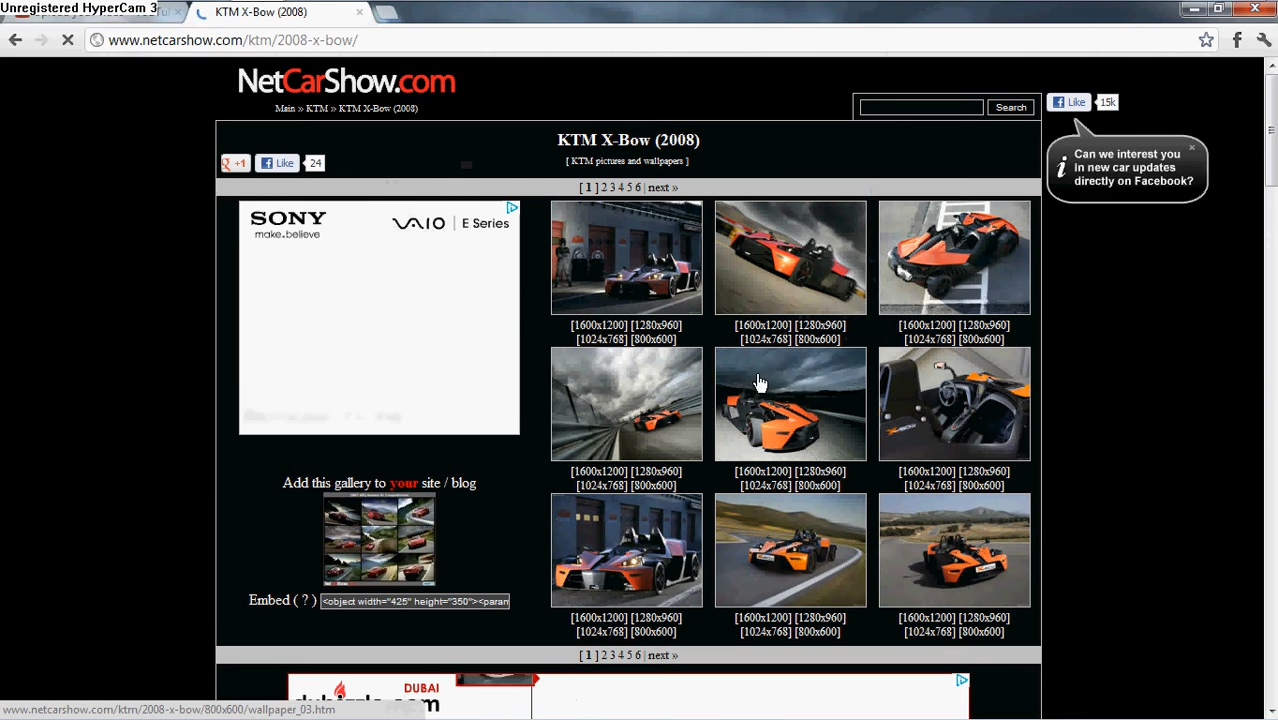 Unregistered HyperCam 3
KTM X-Bow (2008)
www.netcarshow.com/ktm/2008-x-bow/
NetCarShow.com
Main » KTM » KTM X-Bow (2008)
Search
Like
15k
KTM X-Bow (2008)
[ KTM pictures and wallpapers ]
+1
Like
24
Can we interest you
in new car updates
directly on Facebook?
[ 1 ] 2 3 4 5 6 | next »
SONY
make.believe
VAIO | E Series
[1600x1200] [1280x960]
[1024x768] [800x600]
[1600x1200] [1280x960]
[1024x768] [800x600]
[1600x1200] [1280x960]
[1024x768] [800x600]
Add this gallery to your site / blog
[1600x1200] [1280x960]
[1024x768] [800x600]
[1600x1200] [1280x960]
[1024x768] [800x600]
[1600x1200] [1280x960]
[1024x768] [800x600]
Embed ( ? )
<object width="425" height="350"><param
[1600x1200] [1280x960]
[1024x768] [800x600]
[1600x1200] [1280x960]
[1024x768] [800x600]
[1600x1200] [1280x960]
[1024x768] [800x600]
[ 1 ] 2 3 4 5 6 | next »
DUBAI
dubizzle.com
www.netcarshow.com/ktm/2008-x-bow/800x600/wallpaper_03.htm